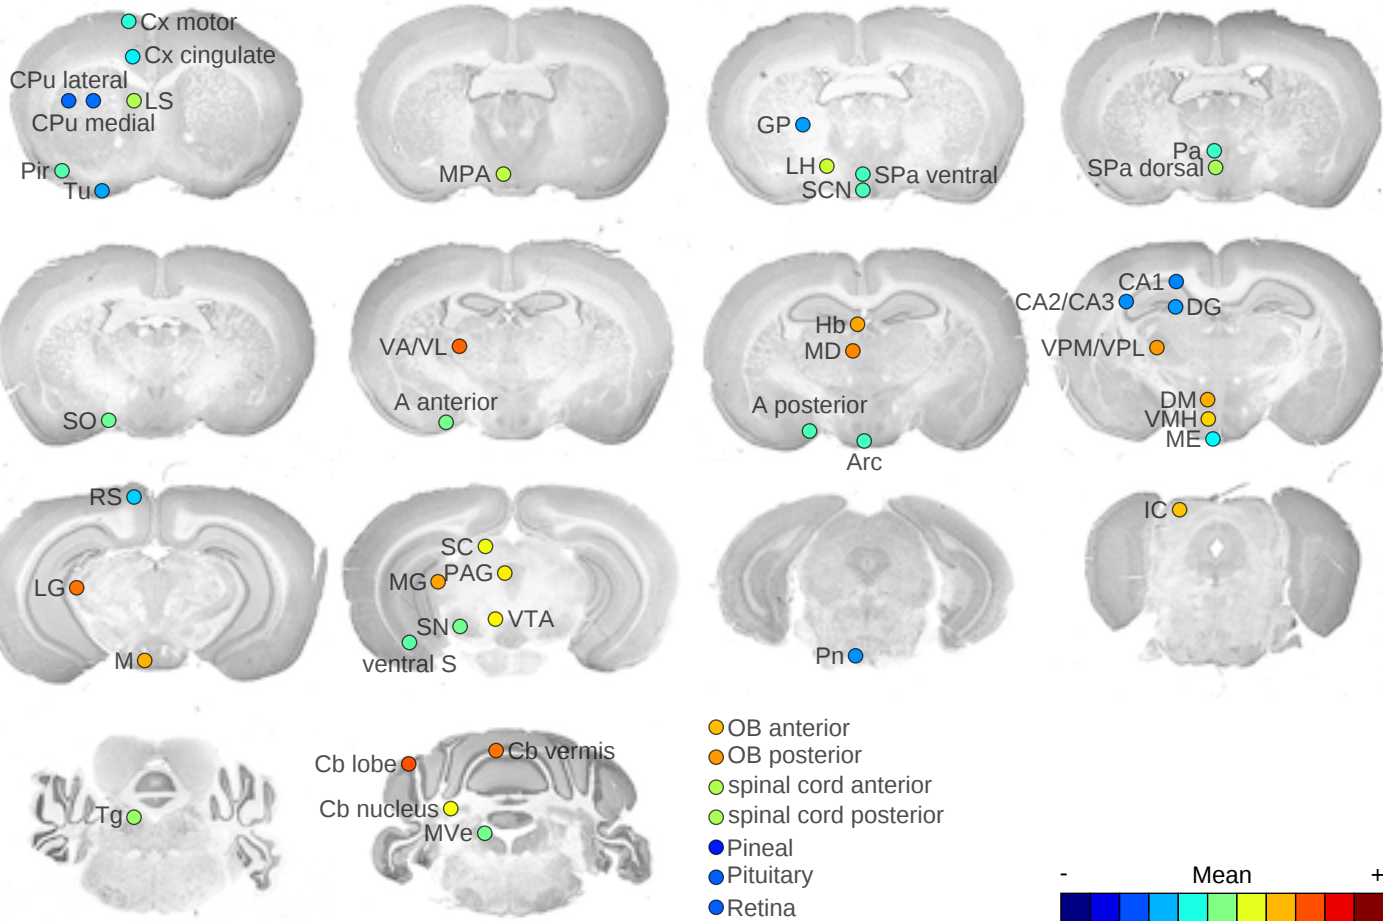 Cx motor
Cx cingulate
CPu lateral
LS
CPu medial
Pir
Tu
MPA
GP
LH
SPa ventral
SCN
Pa
SPa dorsal
SO
VA/VL
A anterior
Hb
MD
A posterior
Arc
CA1
CA2/CA3
DG
VPM/VPL
DM
VMH
ME
RS
LG
M
SC
MG
PAG
SN
VTA
ventral S
Pn
IC
Tg
Cb lobe
Cb vermis
Cb nucleus
MVe
OB anterior
OB posterior
spinal cord anterior
spinal cord posterior
Pineal
Pituitary
Retina
- Mean +